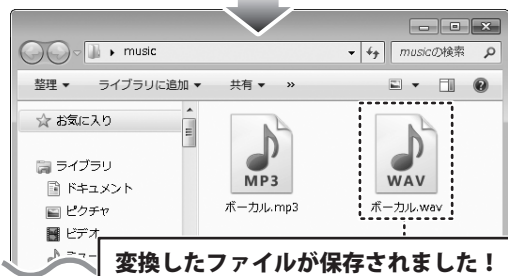 music
musicの検索
整理
ライブラリに追加
共有
»
お気に入り
ライブラリ
ドキュメント
ピクチャ
ビデオ
MP3
WAV
ボーカル.mp3
ボーカル.wav
変換したファイルが保存されました！